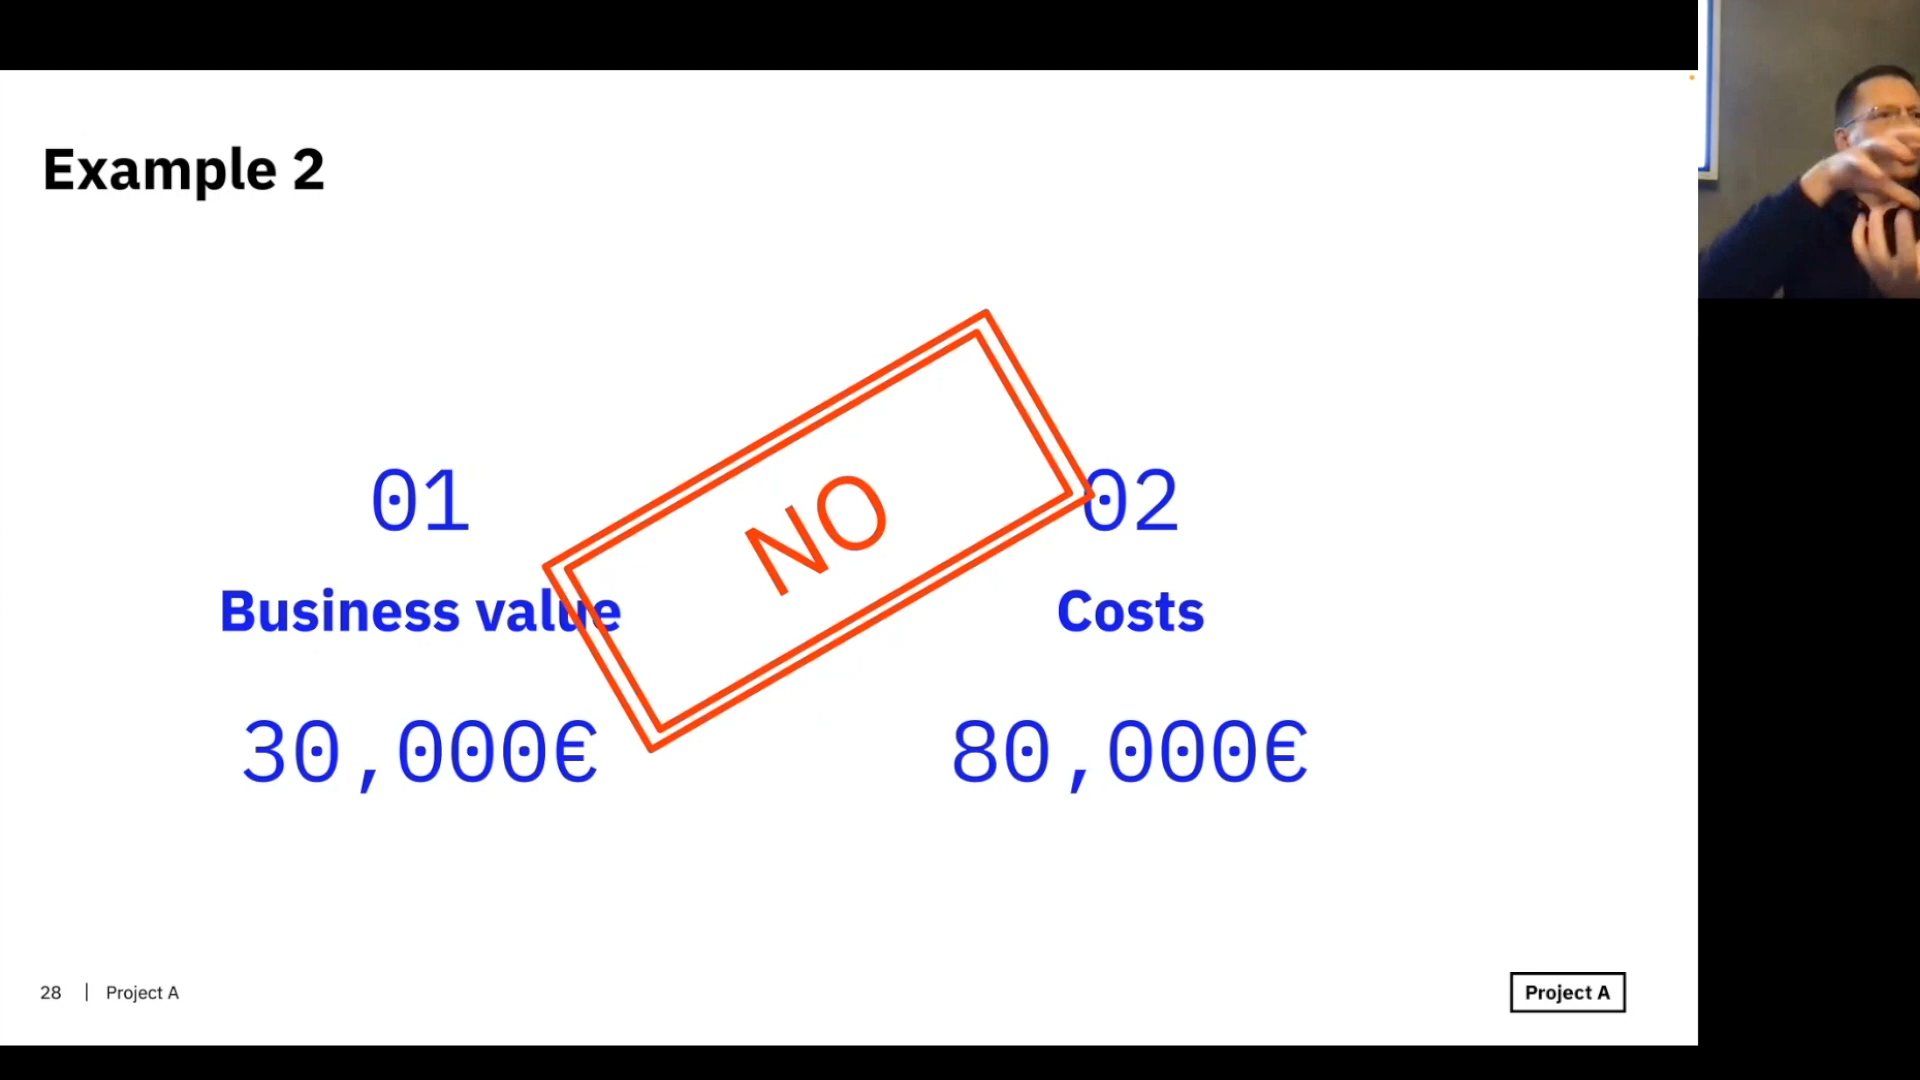 Example 2
01
Business value
30,000€
NO
02
Costs
80,000€
28 | Project A
Project A